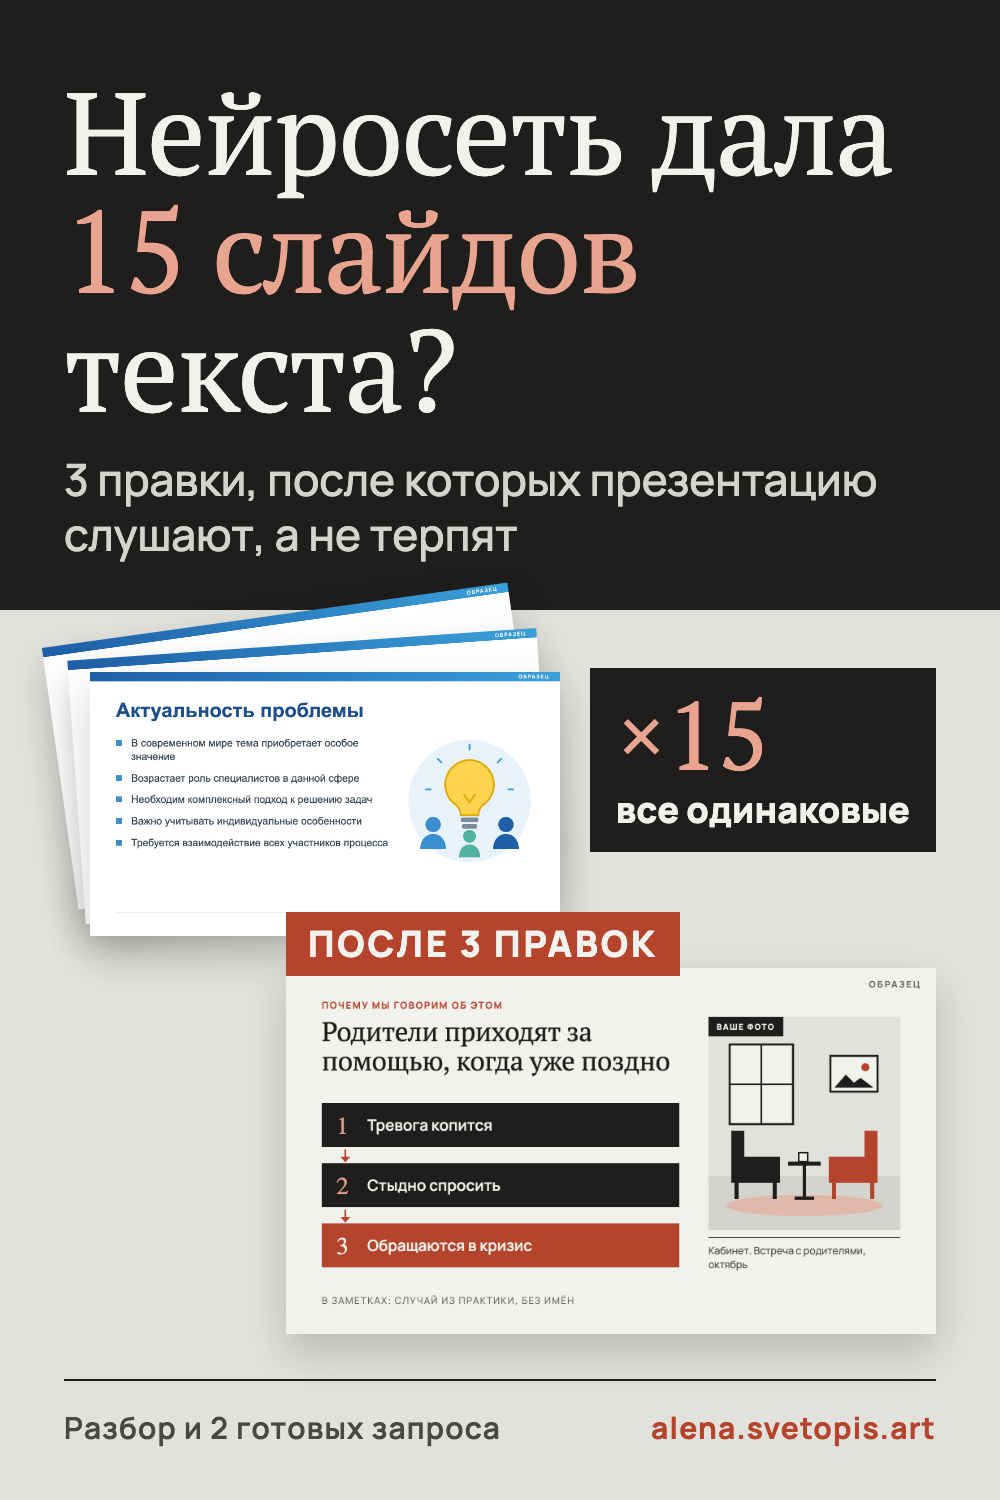 Нейросеть дала
15 слайдов
текста?
3 правки, после которых презентацию
слушают, а не терпят
ОБРАЗЕЦ
ОБРАЗЕЦ
ОБРАЗЕЦ
Актуальность проблемы
В современном мире тема приобретает особое
значение
Возрастает роль специалистов в данной сфере
Необходим комплексный подход к решению задач
Важно учитывать индивидуальные особенности
Требуется взаимодействие всех участников процесса
×15
все одинаковые
ПОСЛЕ 3 ПРАВОК
ОБРАЗЕЦ
ПОЧЕМУ МЫ ГОВОРИМ ОБ ЭТОМ
Родители приходят за
помощью, когда уже поздно
1 Тревога копится
2 Стыдно спросить
3 Обращаются в кризис
ВАШЕ ФОТО
Кабинет. Встреча с родителями,
октябрь
В ЗАМЕТКАХ: СЛУЧАЙ ИЗ ПРАКТИКИ, БЕЗ ИМЁН
Разбор и 2 готовых запроса
alena.svetopis.art